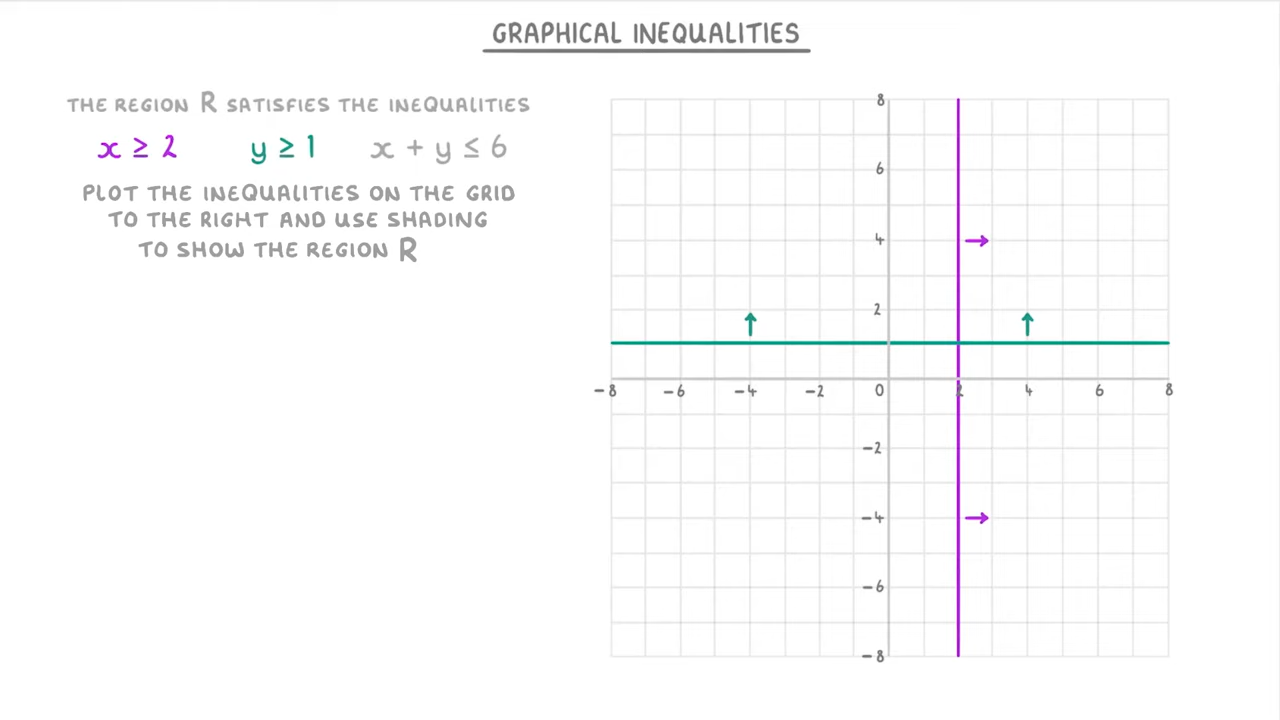 GRAPHICAL INEQUALITIES
THE REGION R SATISFIES THE INEQUALITIES
x ≥ 2 y ≥ 1 x + y ≤ 6
PLOT THE INEQUALITIES ON THE GRID
TO THE RIGHT AND USE SHADING
TO SHOW THE REGION R
8
6
4
2
-8 -6 -4 -2 0 2 4 6 8
-2
-4
-6
-8